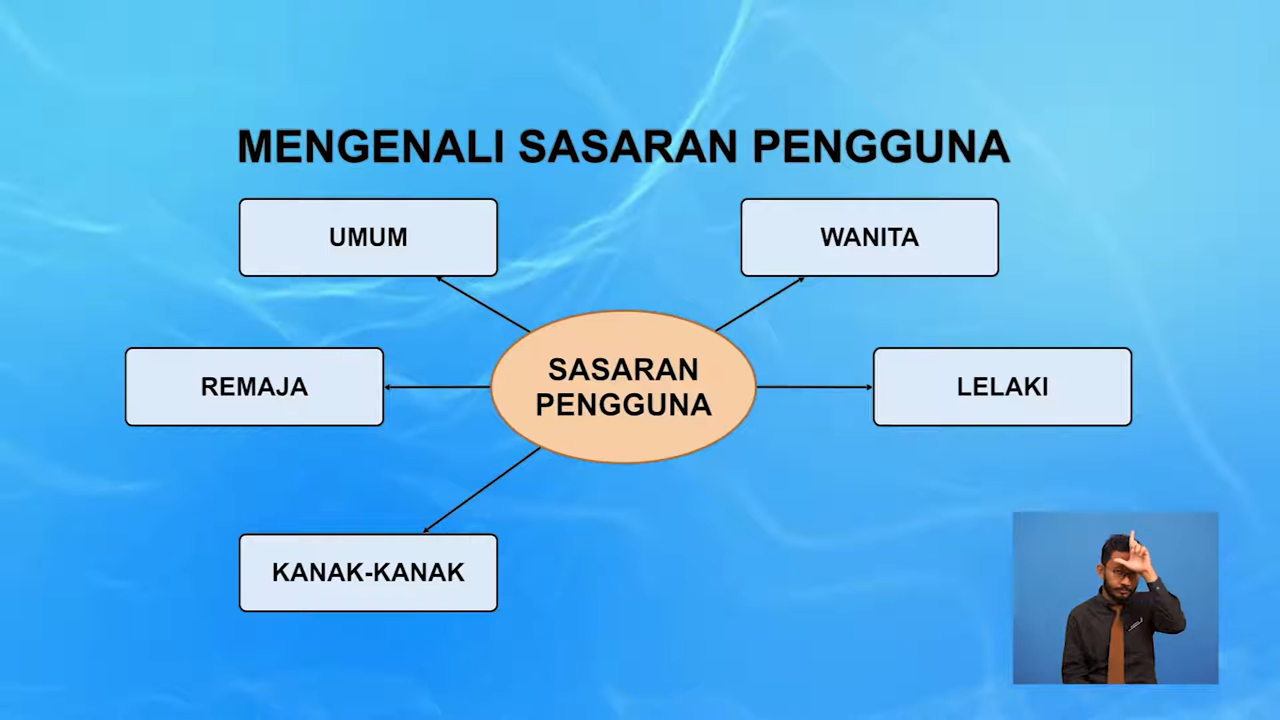 MENGENALI SASARAN PENGGUNA
UMUM
WANITA
SASARAN
PENGGUNA
REMAJA
LELAKI
KANAK-KANAK